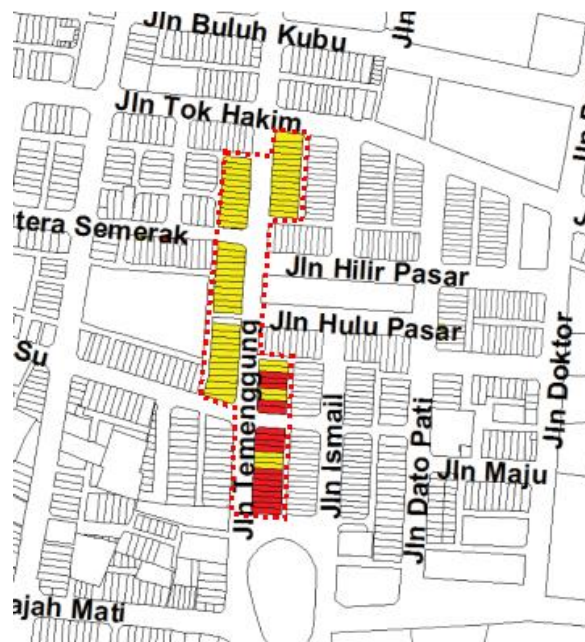 Jln Buluh Kubu
Jln
Jln Tok Hakim
tera Semerak
Jln Hilir Pasar
Jln Hulu Pasar
Su
Jln Temenggung
Jln Ismail
Jln Dato Pati
Jln Doktor
Jln Maju
ajah Mati